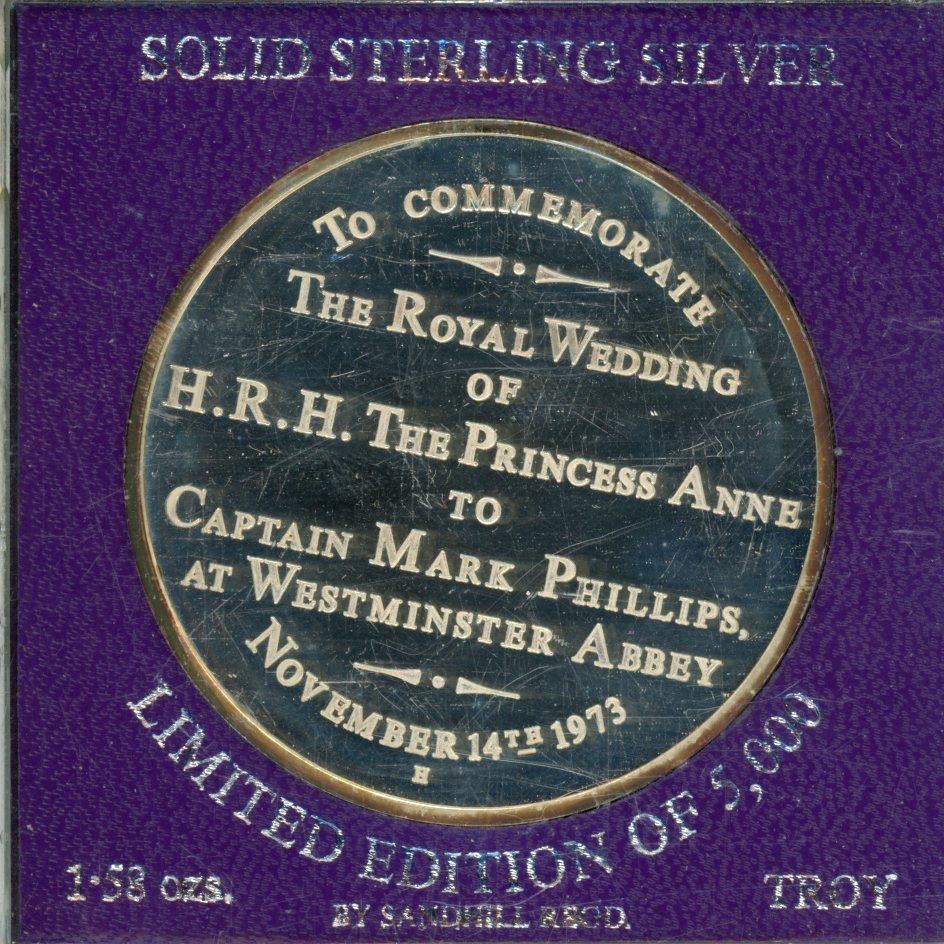 SOLID STERLING SILVER
TO COMMEMORATE
THE ROYAL WEDDING
OF
H.R.H. THE PRINCESS ANNE
TO
CAPTAIN MARK PHILLIPS,
AT WESTMINSTER ABBEY
NOVEMBER 14TH 1973
H
LIMITED EDITION OF 5,000
1·58 OZS. TROY
BY SANDHILL REGD.